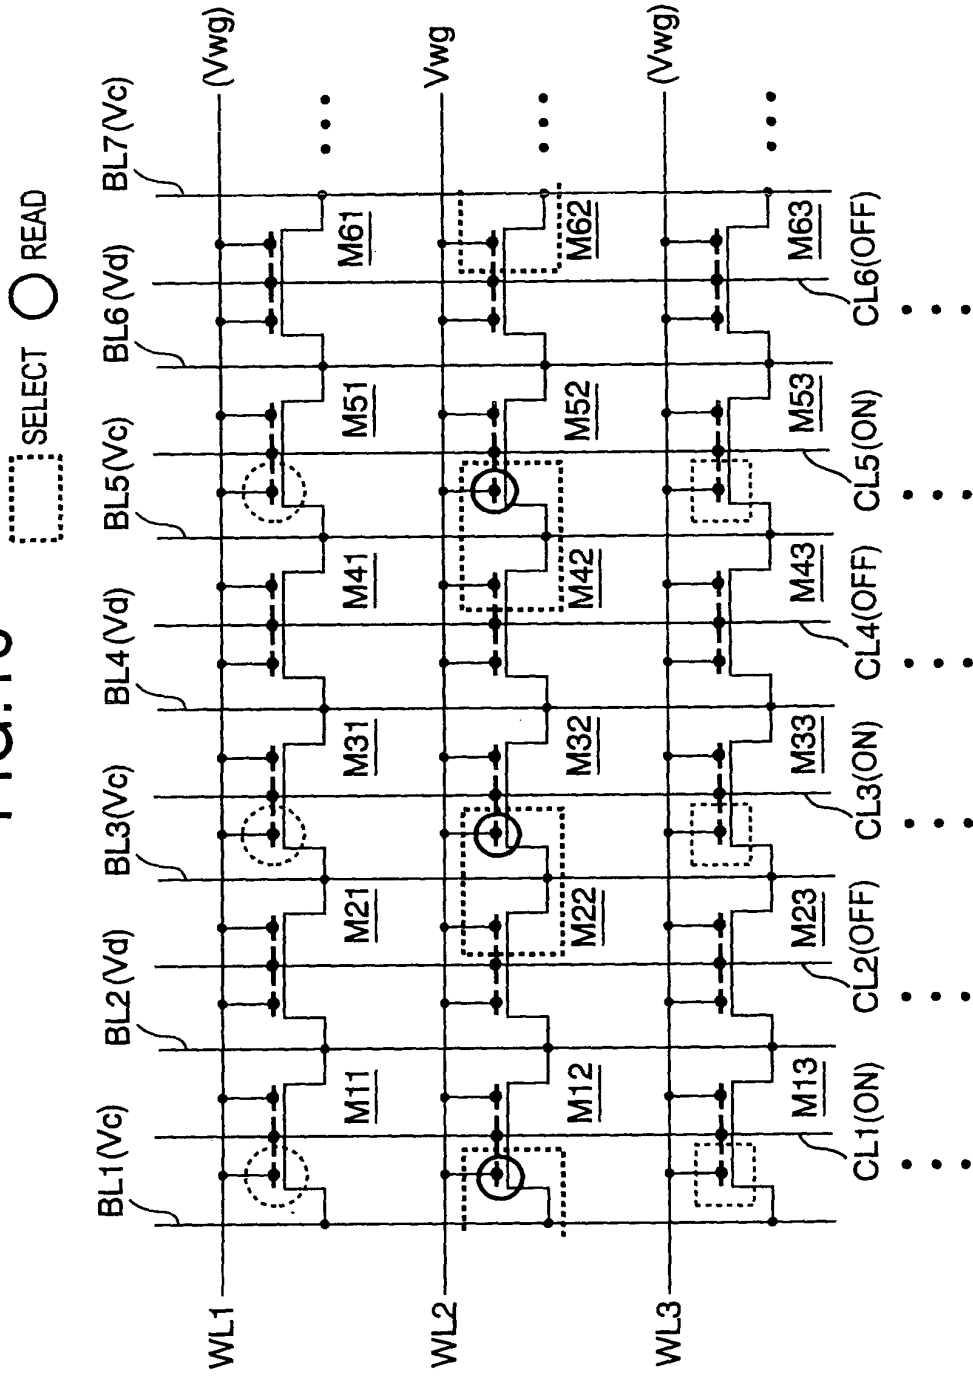 SELECT READ
BL1(Vc) BL2(Vd) BL3(Vc) BL4(Vd) BL5(Vc) BL6(Vd) BL7(Vc)
WL1 (Vwg)
M11 M21 M31 M41 M51 M61
WL2 Vwg
M12 M22 M32 M42 M52 M62
WL3 (Vwg)
M13 M23 M33 M43 M53 M63
CL1(ON) CL2(OFF) CL3(ON) CL4(OFF) CL5(ON) CL6(OFF)